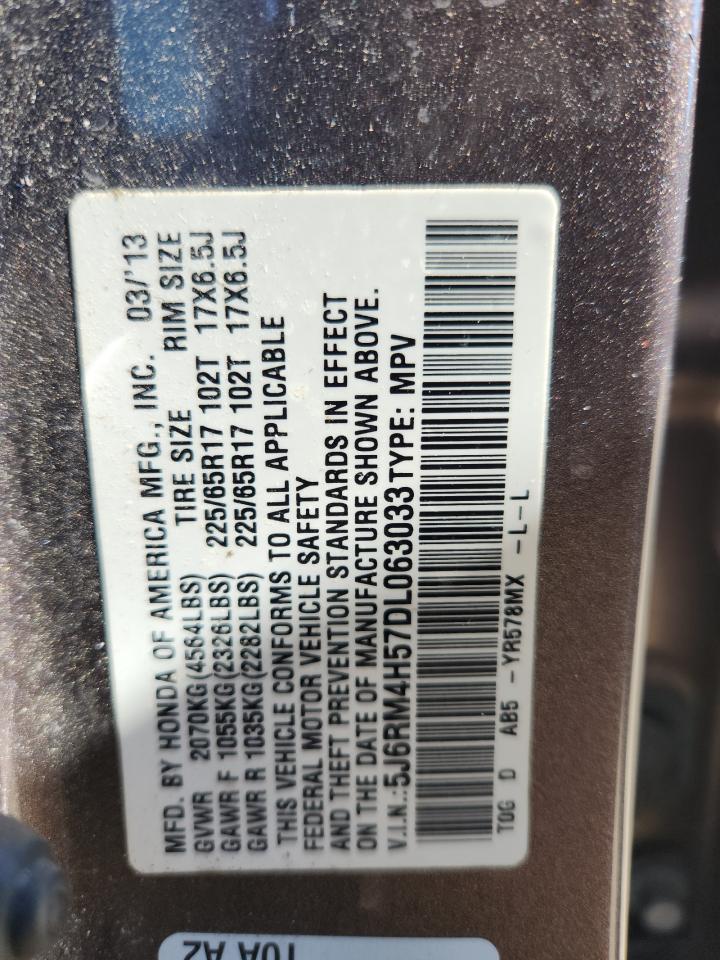 MFD. BY HONDA OF AMERICA MFG., INC. 03/'13
TIRE SIZE RIM SIZE
GVWR 2070KG(4564LBS)
GAWR F 1055KG(2326LBS) 225/65R17 102T 17X6.5J
GAWR R 1035KG(2282LBS) 225/65R17 102T 17X6.5J
THIS VEHICLE CONFORMS TO ALL APPLICABLE
FEDERAL MOTOR VEHICLE SAFETY
AND THEFT PREVENTION STANDARDS IN EFFECT
ON THE DATE OF MANUFACTURE SHOWN ABOVE.
V.I.N.:5J6RM4H57DL063033 TYPE: MPV
T0G D AB5 -YR578MX -L-L